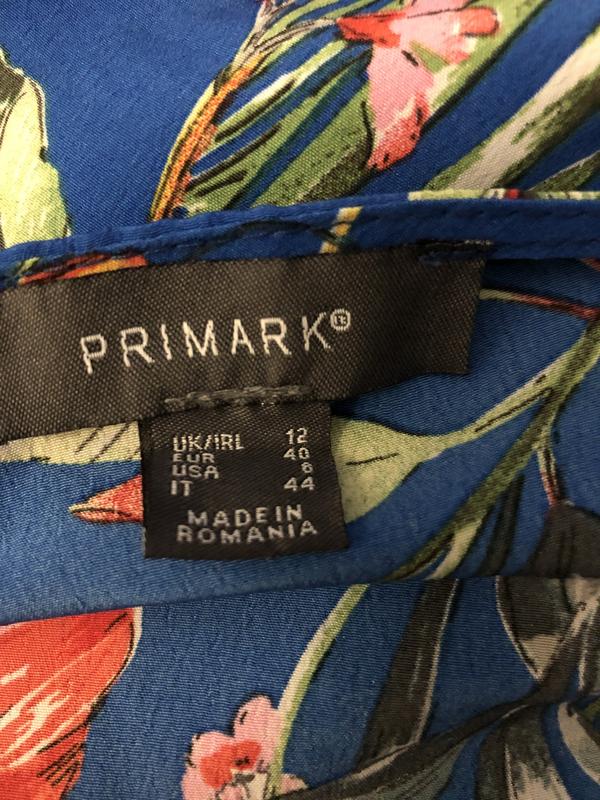 PRIMARK®
UK/IRL 12
EUR 40
USA 8
IT 44
MADE IN
ROMANIA